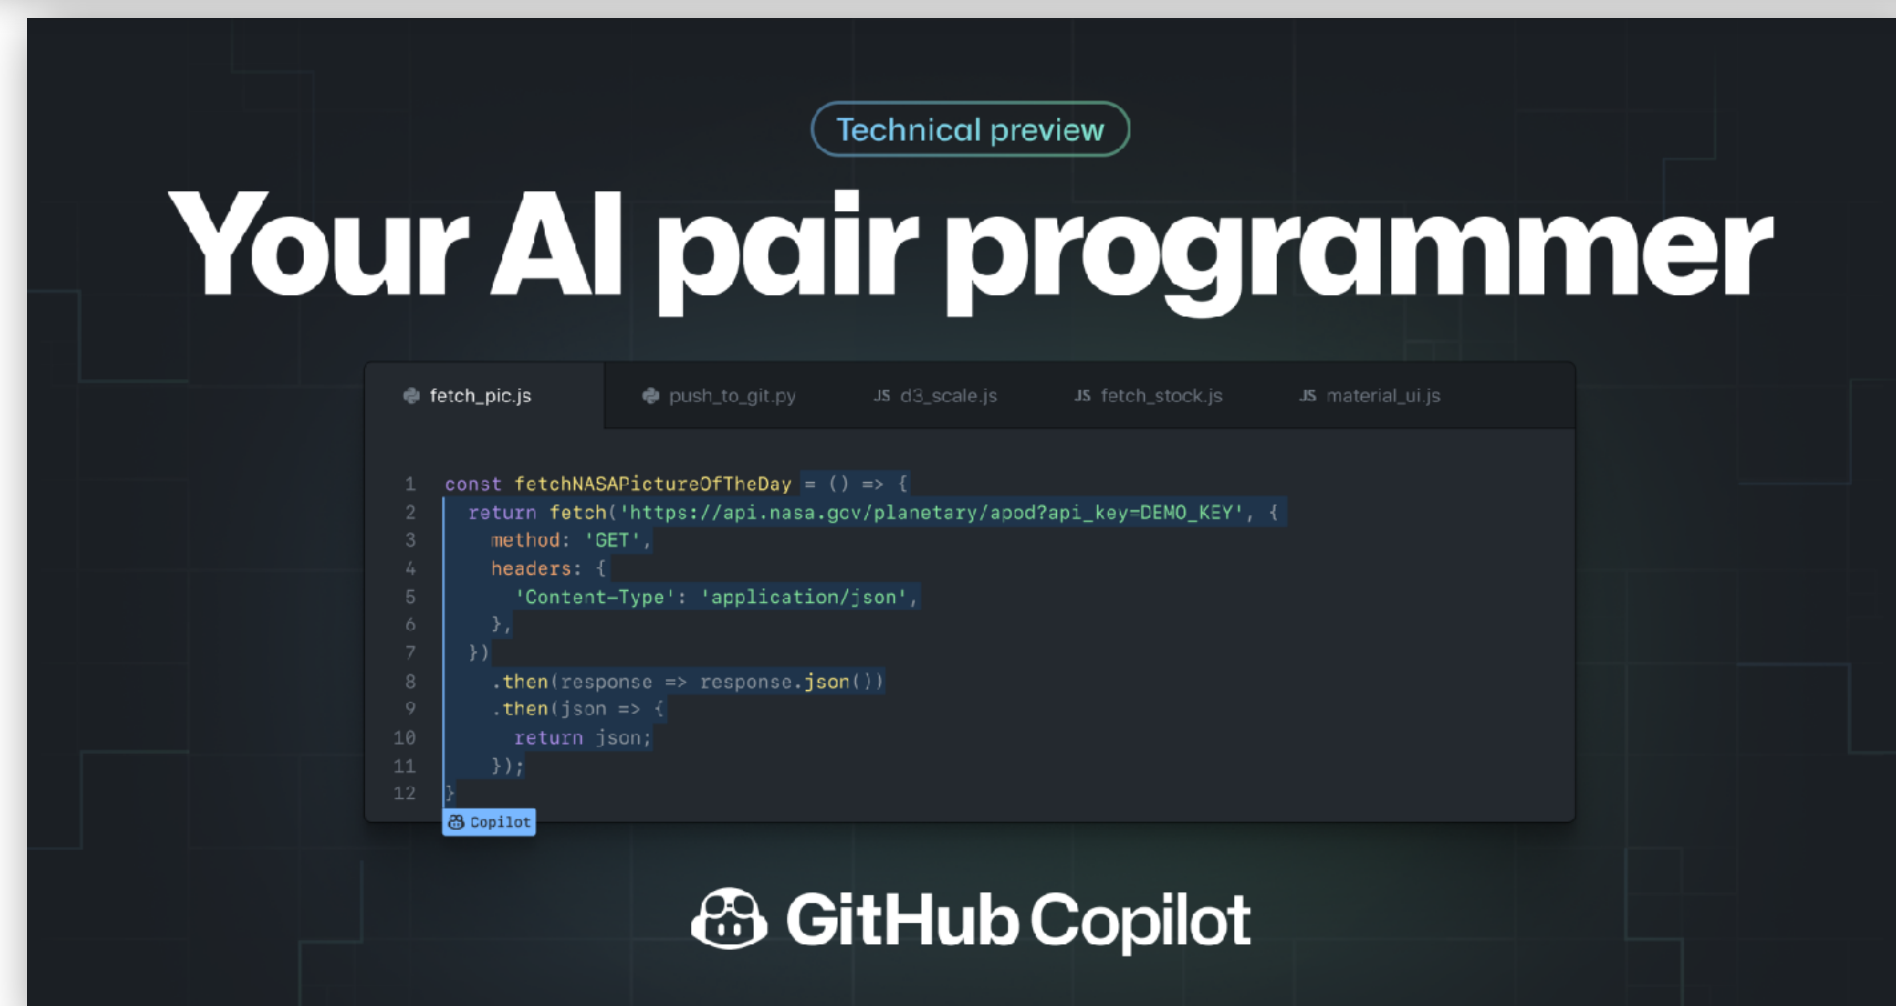 Technical preview
Your AI pair programmer
fetch_pic.js push_to_git.py JS d3_scale.js JS fetch_stock.js JS material_ui.js
1 const fetchNASAPictureOfTheDay = () => {
2 return fetch('https://api.nasa.gov/planetary/apod?api_key=DEMO_KEY', {
3 method: 'GET',
4 headers: {
5 'Content-Type': 'application/json',
6 },
7 })
8 .then(response => response.json())
9 .then(json => {
10 return json;
11 });
12 }
Copilot
GitHub Copilot